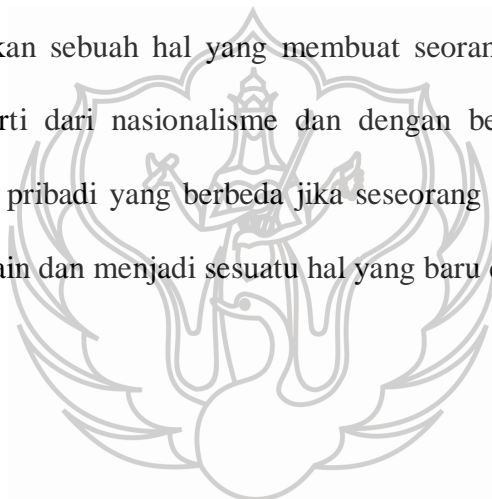 kan sebuah hal yang membuat seoran
rti dari nasionalisme dan dengan be
pribadi yang berbeda jika seseorang
ain dan menjadi sesuatu hal yang baru